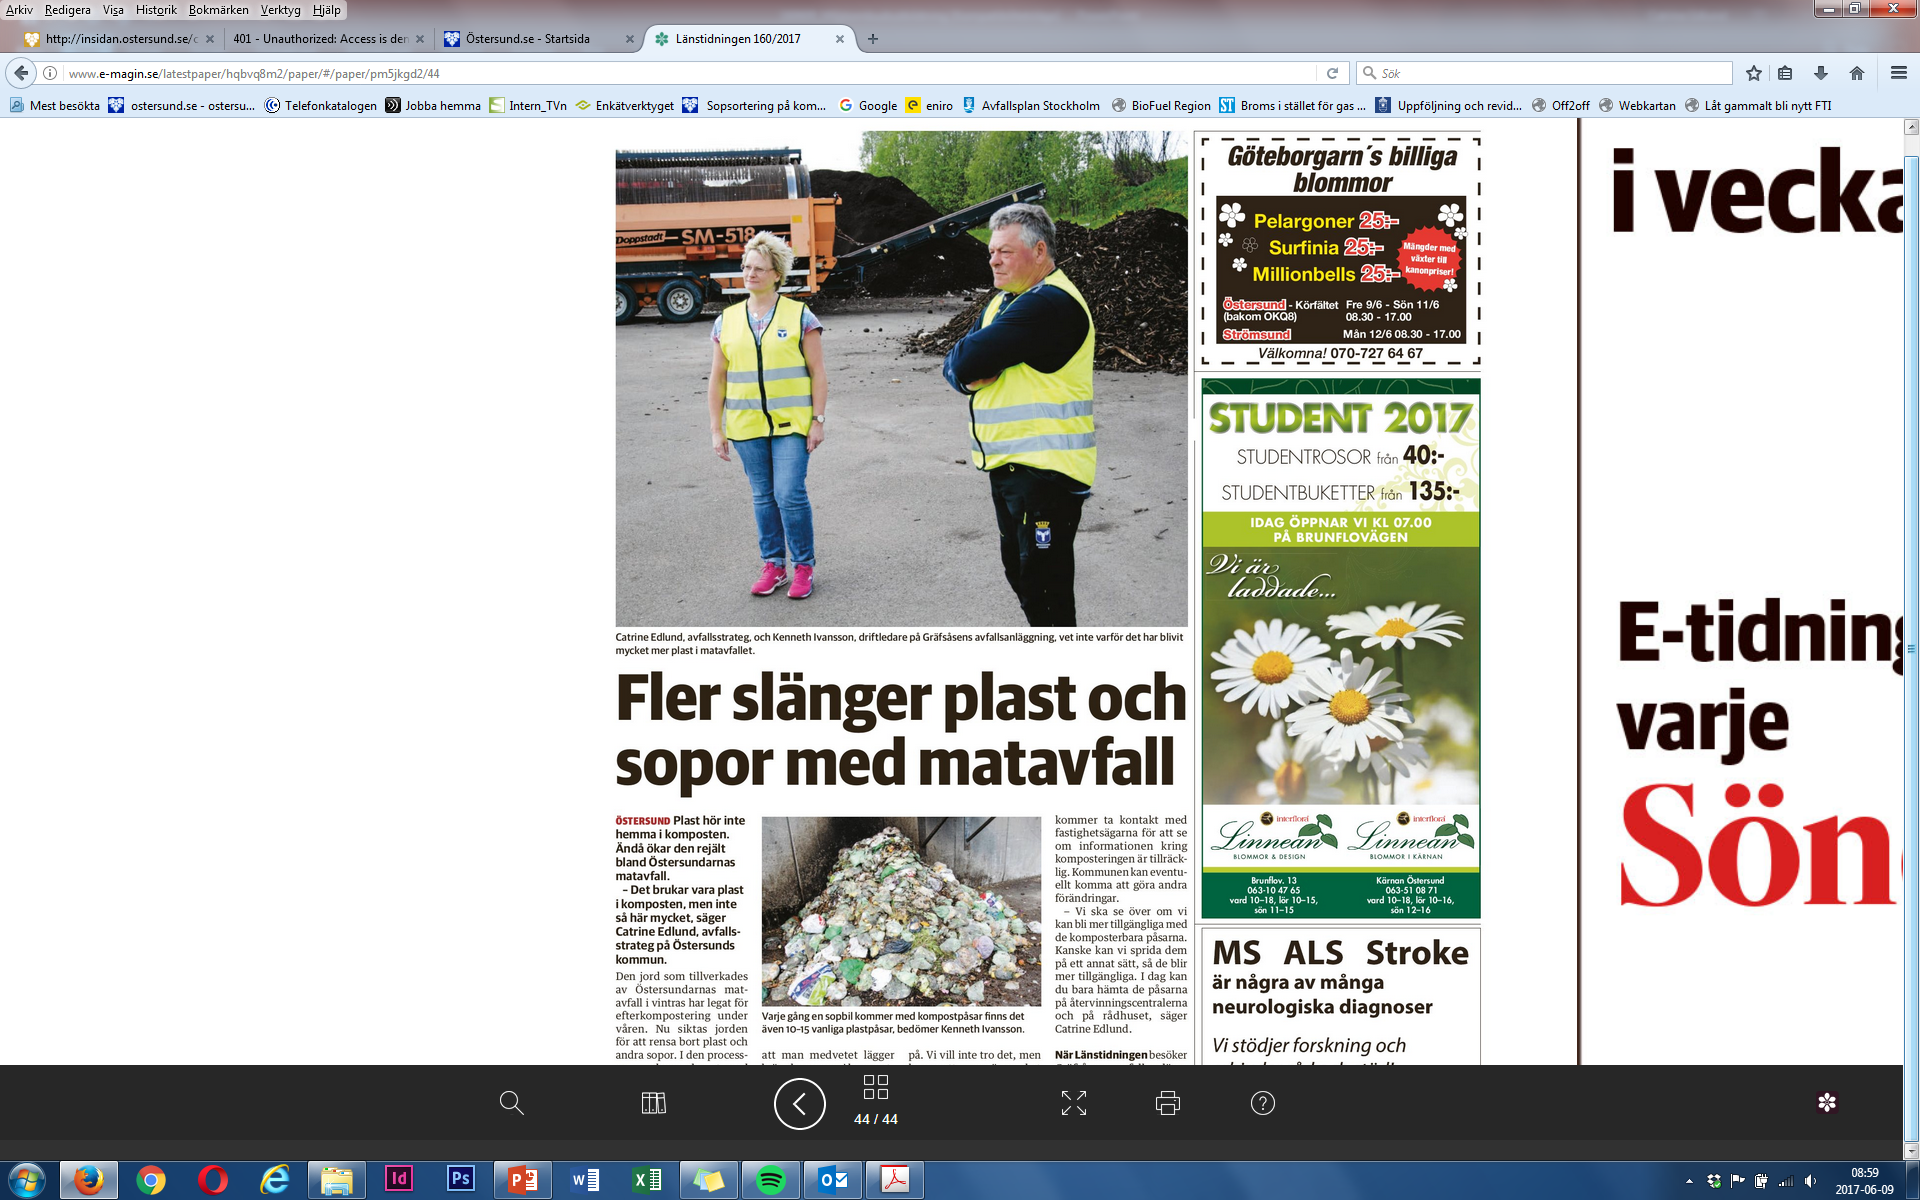 Arkiv Redigera Visa Historik Bokmärken Verktyg Hjälp
http://insidan.ostersund.se/c
401 - Unauthorized: Access is den
Östersund.se - Startsida
Länstidningen 160/2017
www.e-magin.se/latestpaper/hqbvq8m2/paper/#/paper/pm5jkgd2/44
Sök
Mest besökta
ostersund.se - ostersu...
Telefonkatalogen
Jobba hemma
Intern_TVn
Enkätverktyget
Sopsortering på kom...
Google
eniro
Avfallsplan Stockholm
BioFuel Region
Broms i stället för gas ...
Uppföljning och revid...
Off2off
Webkartan
Låt gammalt bli nytt FTI
Doppstadt SM-518
Catrine Edlund, avfallsstrateg, och Kenneth Ivansson, driftledare på Gräfsåsens avfallsanläggning, vet inte varför det har blivit
mycket mer plast i matavfallet.
Fler slänger plast och
sopor med matavfall
ÖSTERSUND Plast hör inte
hemma i komposten.
Ändå ökar den rejält
bland Östersundarnas
matavfall.
– Det brukar vara plast
i komposten, men inte
så här mycket, säger
Catrine Edlund, avfalls-
strateg på Östersunds
kommun.
Den jord som tillverkades
av Östersundarnas mat-
avfall i vintras har legat för
efterkompostering under
våren. Nu siktas jorden
för att rensa bort plast och
andra sopor. I den process-
Varje gång en sopbil kommer med kompostpåsar finns det
även 10-15 vanliga plastpåsar, bedömer Kenneth Ivansson.
att man medvetet lägger
på. Vi vill inte tro det, men
kommer ta kontakt med
fastighetsägarna för att se
om informationen kring
komposteringen är tillräck-
lig. Kommunen kan eventu-
ellt komma att göra andra
förändringar.
– Vi ska se över om vi
kan bli mer tillgängliga med
de komposterbara påsarna.
Kanske kan vi sprida dem
på ett annat sätt, så de blir
mer tillgängliga. I dag kan
du bara hämta de påsarna
på återvinningscentralerna
och på rådhuset, säger
Catrine Edlund.
När Länstidningen besöker
Göteborgarn´s billiga
blommor
Pelargoner 25:-
Surfinia 25:-
Millionbells 25:-
Mängder med
växter till
kanonpriser!
Östersund - Körfältet Fre 9/6 - Sön 11/6
(bakom OKQ8) 08.30 - 17.00
Strömsund Mån 12/6 08.30 - 17.00
Välkomna! 070-727 64 67
STUDENT 2017
STUDENTROSOR från 40:-
STUDENTBUKETTER från 135:-
IDAG ÖPPNAR VI KL 07.00
PÅ BRUNFLOVÄGEN
Vi är
laddade...
interflora
Linnean
BLOMMOR & DESIGN
interflora
Linnean
BLOMMOR I KÄRNAN
Brunflov. 13
063-10 47 65
vard 10–18, lör 10–15,
sön 11–15
Kärnan Östersund
063-51 08 71
vard 10–18, lör 10–16,
sön 12–16
MS ALS Stroke
är några av många
neurologiska diagnoser
Vi stödjer forskning och
i vecka
E-tidning
varje
Sön
44 / 44
08:59
2017-06-09